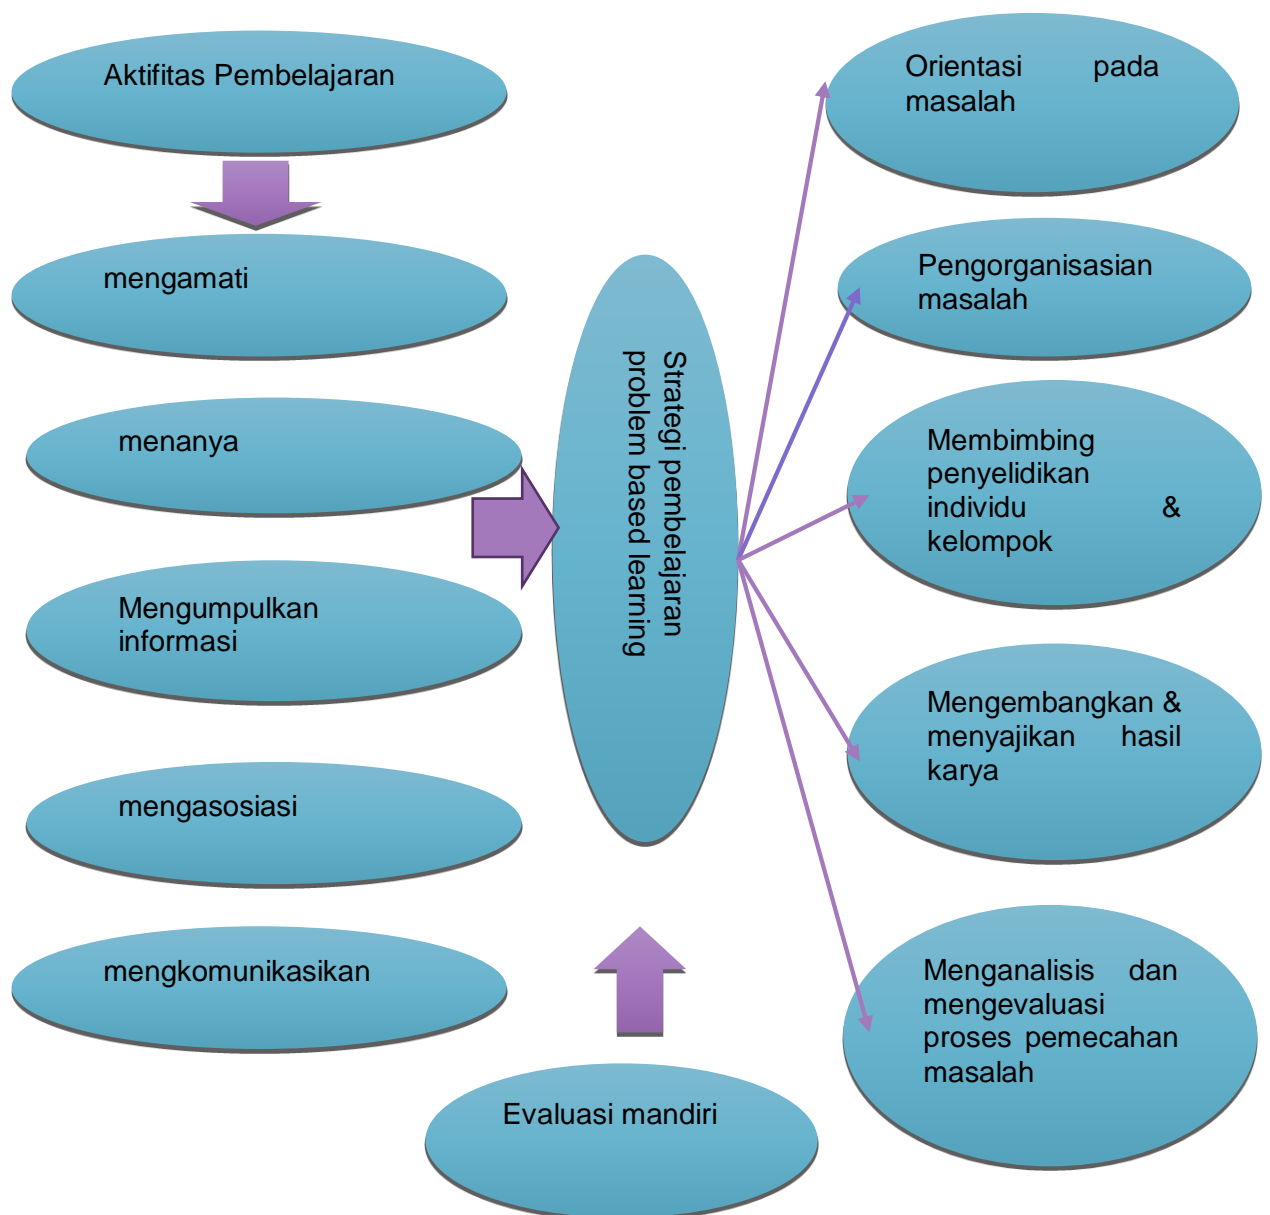 Aktifitas Pembelajaran
mengamati
menanya
Mengumpulkan
informasi
mengasosiasi
mengkomunikasikan
Strategi pembelajaran
problem based learning
Evaluasi mandiri
Orientasi pada
masalah
Pengorganisasian
masalah
Membimbing
penyelidikan
individu &
kelompok
Mengembangkan &
menyajikan hasil
karya
Menganalisis dan
mengevaluasi
proses pemecahan
masalah